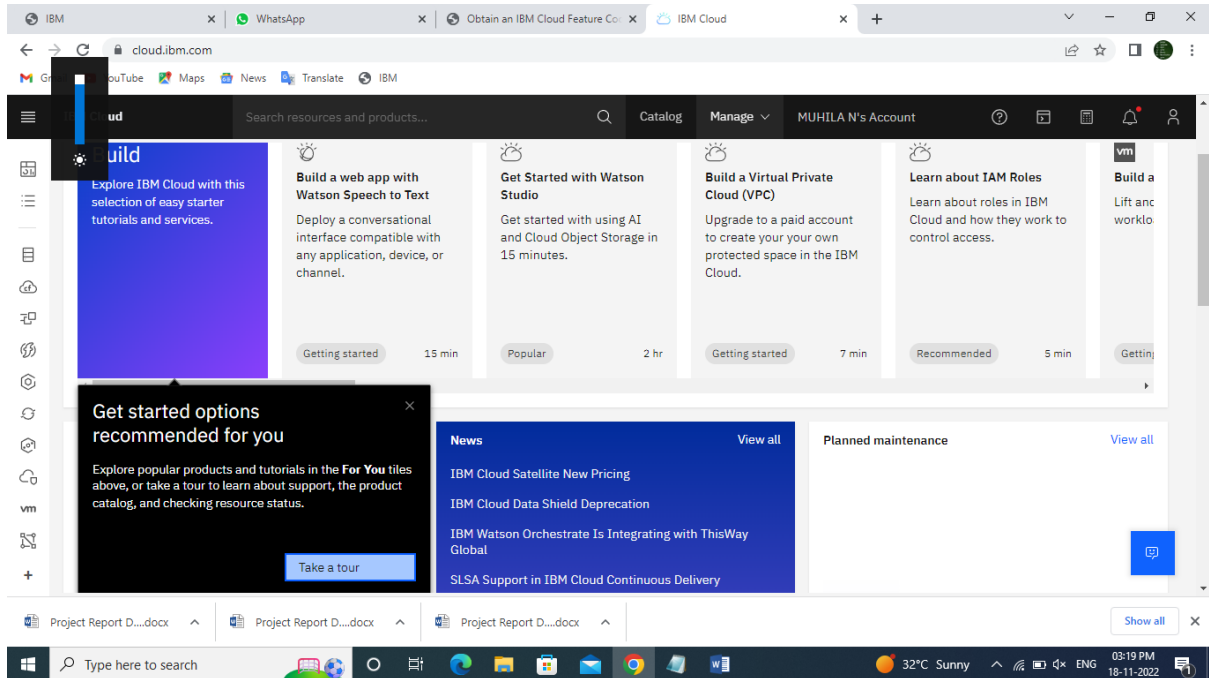 IBM
WhatsApp
Obtain an IBM Cloud Feature Co
IBM Cloud
cloud.ibm.com
YouTube
Maps
News
Translate
IBM
Search resources and products...
Catalog
Manage
MUHILA N's Account
Build
Explore IBM Cloud with this
selection of easy starter
tutorials and services.
Build a web app with
Watson Speech to Text
Deploy a conversational
interface compatible with
any application, device, or
channel.
Getting started 15 min
Get Started with Watson
Studio
Get started with using AI
and Cloud Object Storage in
15 minutes.
Popular 2 hr
Build a Virtual Private
Cloud (VPC)
Upgrade to a paid account
to create your your own
protected space in the IBM
Cloud.
Getting started 7 min
Learn about IAM Roles
Learn about roles in IBM
Cloud and how they work to
control access.
Recommended 5 min
vm
Build a
Lift and
worklo
Getting
vm
Get started options
recommended for you
Explore popular products and tutorials in the For You tiles
above, or take a tour to learn about support, the product
catalog, and checking resource status.
Take a tour
News View all
IBM Cloud Satellite New Pricing
IBM Cloud Data Shield Deprecation
IBM Watson Orchestrate Is Integrating with ThisWay
Global
SLSA Support in IBM Cloud Continuous Delivery
Planned maintenance View all
Project Report D....docx
Project Report D....docx
Project Report D....docx
Show all
Type here to search
32°C Sunny
ENG
03:19 PM
18-11-2022